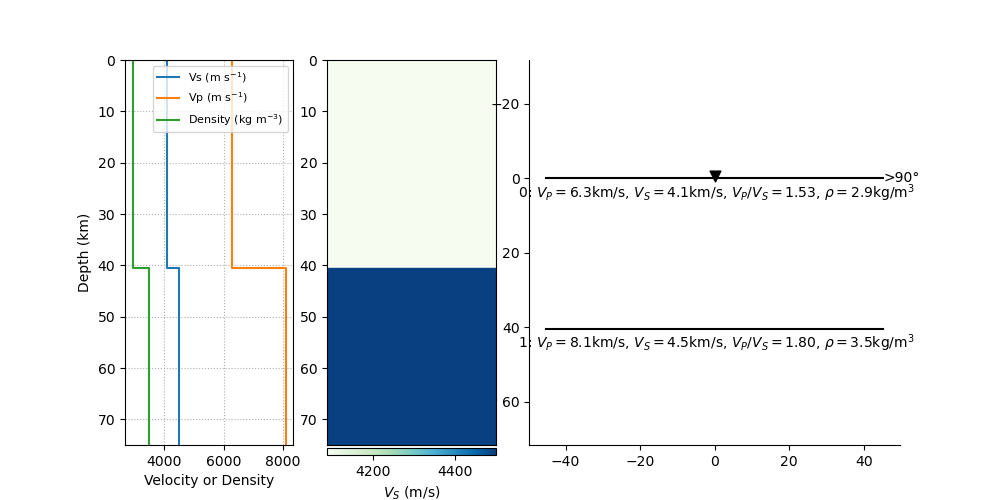 0
10
20
30
40
50
60
70
Depth (km)
4000 6000 8000
Velocity or Density
Vs (m s⁻¹)
Vp (m s⁻¹)
Density (kg m⁻³)
0
10
20
30
40
50
60
70
4200 4400
V_S (m/s)
−20
0
20
40
60
>90°
0: V_P = 6.3km/s, V_S = 4.1km/s, V_P/V_S = 1.53, ρ = 2.9kg/m³
1: V_P = 8.1km/s, V_S = 4.5km/s, V_P/V_S = 1.80, ρ = 3.5kg/m³
−40 −20 0 20 40